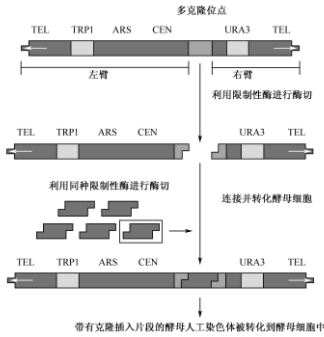 多克隆位点
TEL TRP1 ARS CEN URA3 TEL
左臂 右臂
利用限制性酶进行酶切
TEL TRP1 ARS CEN URA3 TEL
利用同种限制性酶进行酶切
连接并转化酵母细胞
TEL TRP1 ARS CEN URA3 TEL
带有克隆插入片段的酵母人工染色体被转化到酵母细胞中